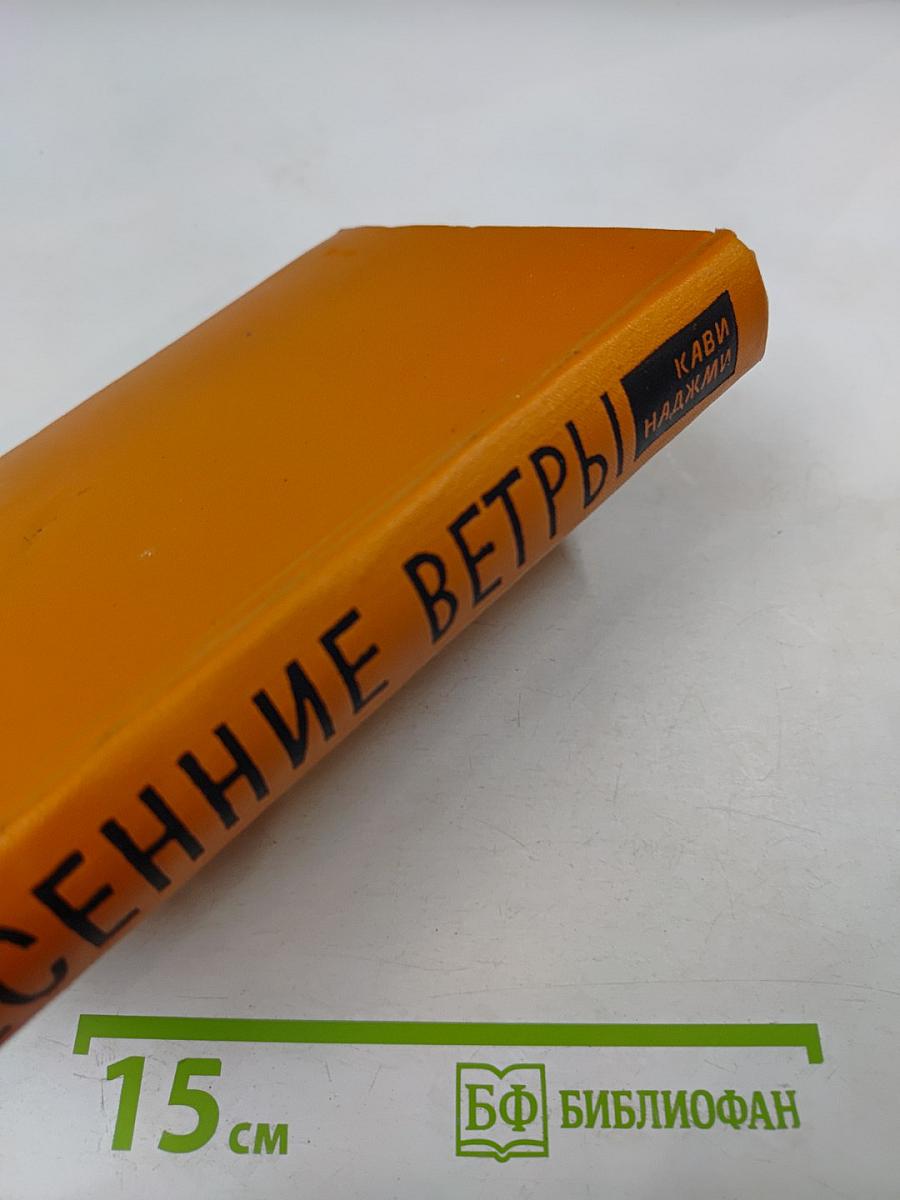 КАВИ
НАДЖМИ
СЕННИЕ ВЕТРЫ
15 см
БФ БИБЛИОФАН